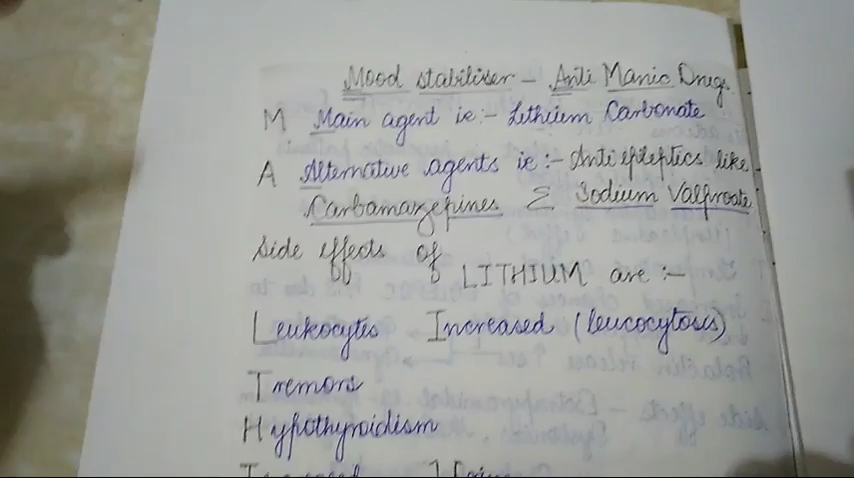 Mood stabiliser - Anti Manic Drugs
M Main agent ie:- Lithium Carbonate
A Alternative agents ie:- Antiepileptics like
Carbamazepines & Sodium Valproate
Side effects of
LITHIUM are :-
Leukocytes Increased (leucocytosis)
Tremors
Hypothyroidism